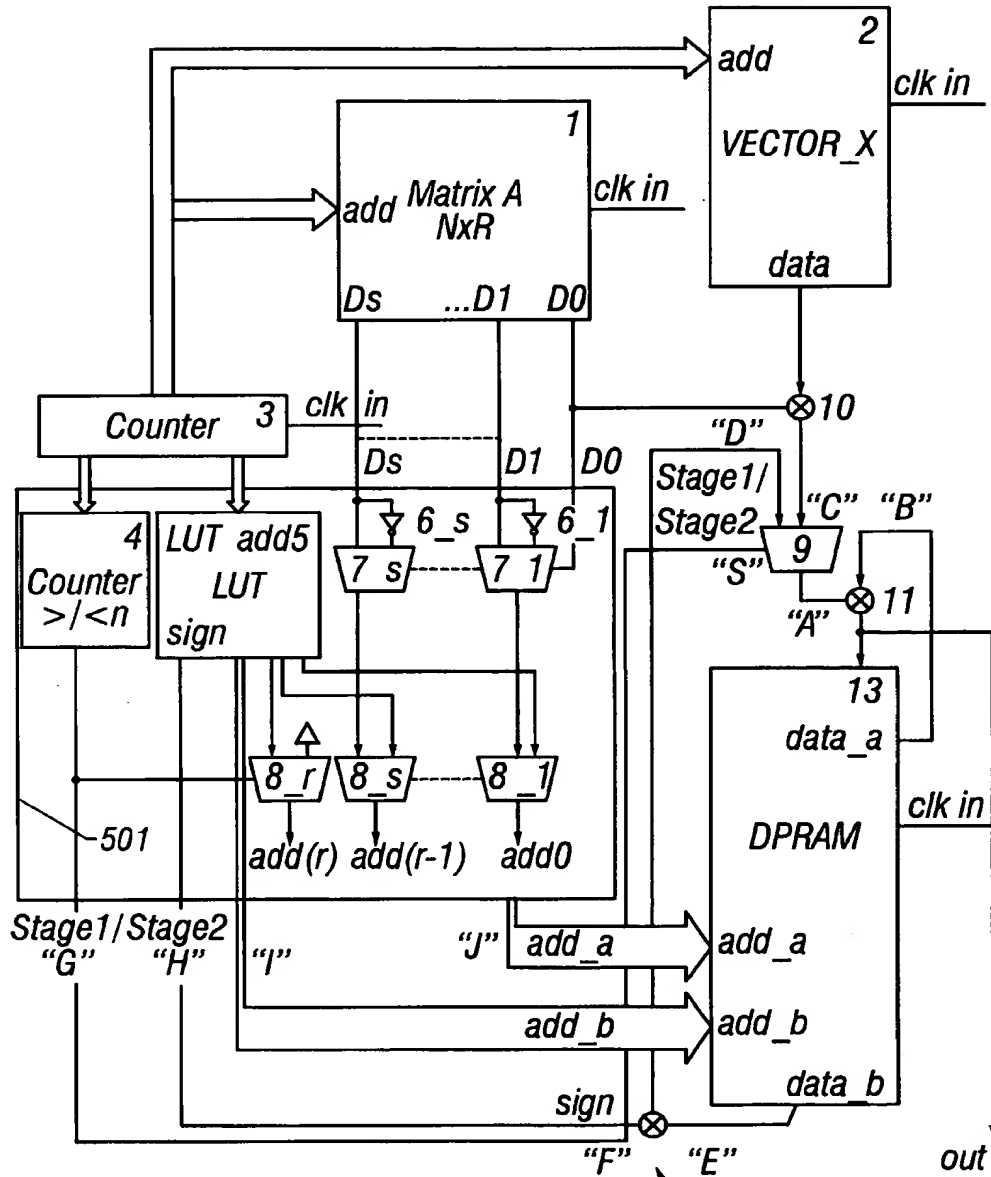 2
add
clk in
VECTOR_X
data
1
Matrix A
NxR
add
clk in
Ds ...D1 D0
10
Counter 3
clk in
Ds D1 D0
"D"
Stage1/
Stage2
"C"
"B"
"S"
9
"A"
11
4
Counter
>/<n
LUT add5
LUT
sign
6_s
6_1
7 s
7 1
8_r
8_s
8_1
add(r) add(r-1) add0
501
13
data_a
clk in
DPRAM
add_a
add_b
data_b
Stage1/Stage2
"G" "H" "I"
"J"
add_a
add_b
sign
"F" "E"
out